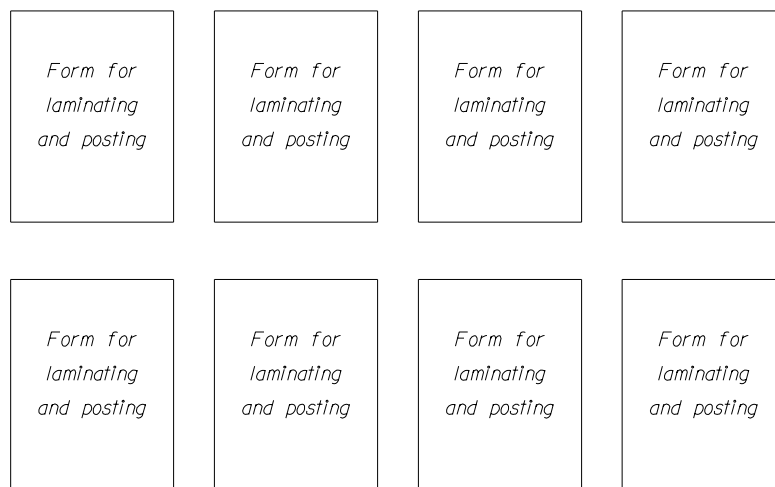 Form for
laminating
and posting
Form for
laminating
and posting
Form for
laminating
and posting
Form for
laminating
and posting
Form for
laminating
and posting
Form for
laminating
and posting
Form for
laminating
and posting
Form for
laminating
and posting